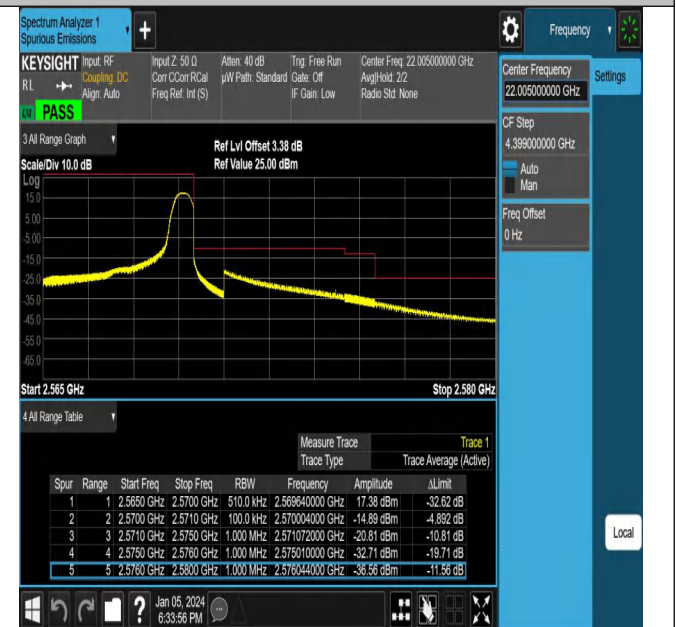 Spectrum Analyzer 1
Spurious Emissions
+
Frequency
KEYSIGHT Input: RF Input Z: 50 Ω Atten: 40 dB Trig: Free Run Center Freq: 22.005000000 GHz
RL Coupling: DC Corr CCorr RCal µW Path: Standard Gate: Off Avg|Hold: 2/2
Align: Auto Freq Ref: Int (S) IF Gain: Low Radio Std: None
PASS
Center Frequency
22.005000000 GHz
Settings
CF Step
4.399000000 GHz
Auto
Man
Freq Offset
0 Hz
3 All Range Graph
Ref Lvl Offset 3.38 dB
Scale/Div 10.0 dB Ref Value 25.00 dBm
Log
15.0
5.00
-5.00
-15.0
-25.0
-35.0
-45.0
-55.0
-65.0
Start 2.565 GHz Stop 2.580 GHz
4 All Range Table
Measure Trace Trace 1
Trace Type Trace Average (Active)
Spur Range Start Freq Stop Freq RBW Frequency Amplitude ΔLimit
1 1 2.5650 GHz 2.5700 GHz 510.0 kHz 2.569640000 GHz 17.38 dBm -32.62 dB
2 2 2.5700 GHz 2.5710 GHz 100.0 kHz 2.570004000 GHz -14.89 dBm -4.892 dB
3 3 2.5710 GHz 2.5750 GHz 1.000 MHz 2.571072000 GHz -20.81 dBm -10.81 dB
4 4 2.5750 GHz 2.5760 GHz 1.000 MHz 2.575010000 GHz -32.71 dBm -19.71 dB
5 5 2.5760 GHz 2.5800 GHz 1.000 MHz 2.576044000 GHz -36.56 dBm -11.56 dB
Local
?
Jan 05, 2024
6:33:56 PM